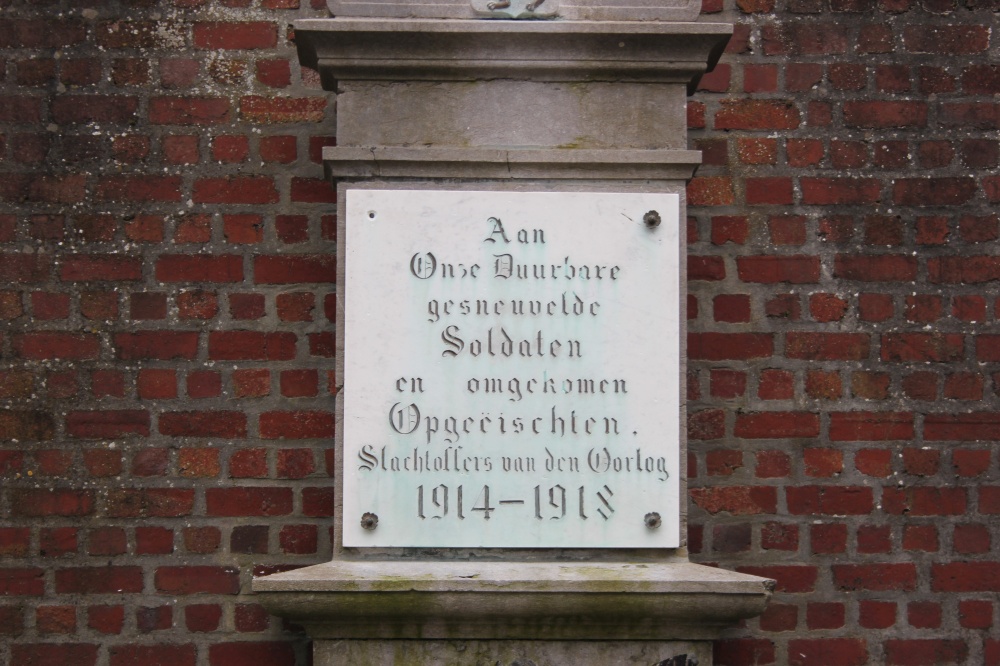 Aan
Onze Duurbare
gesneuvelde
Soldaten
en omgekomen
Opgeëischten.
Slachtoffers van den Oorlog
1914-1918